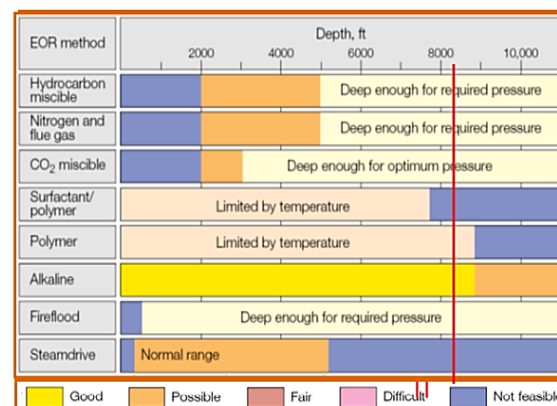 EOR method
Depth, ft
2000 4000 6000 8000 10,000
Hydrocarbon
miscible
Deep enough for required pressure
Nitrogen and
flue gas
Deep enough for required pressure
CO₂ miscible
Deep enough for optimum pressure
Surfactant/
polymer
Limited by temperature
Polymer
Limited by temperature
Alkaline
Fireflood
Deep enough for required pressure
Steamdrive
Normal range
Good Possible Fair Difficult Not feasible